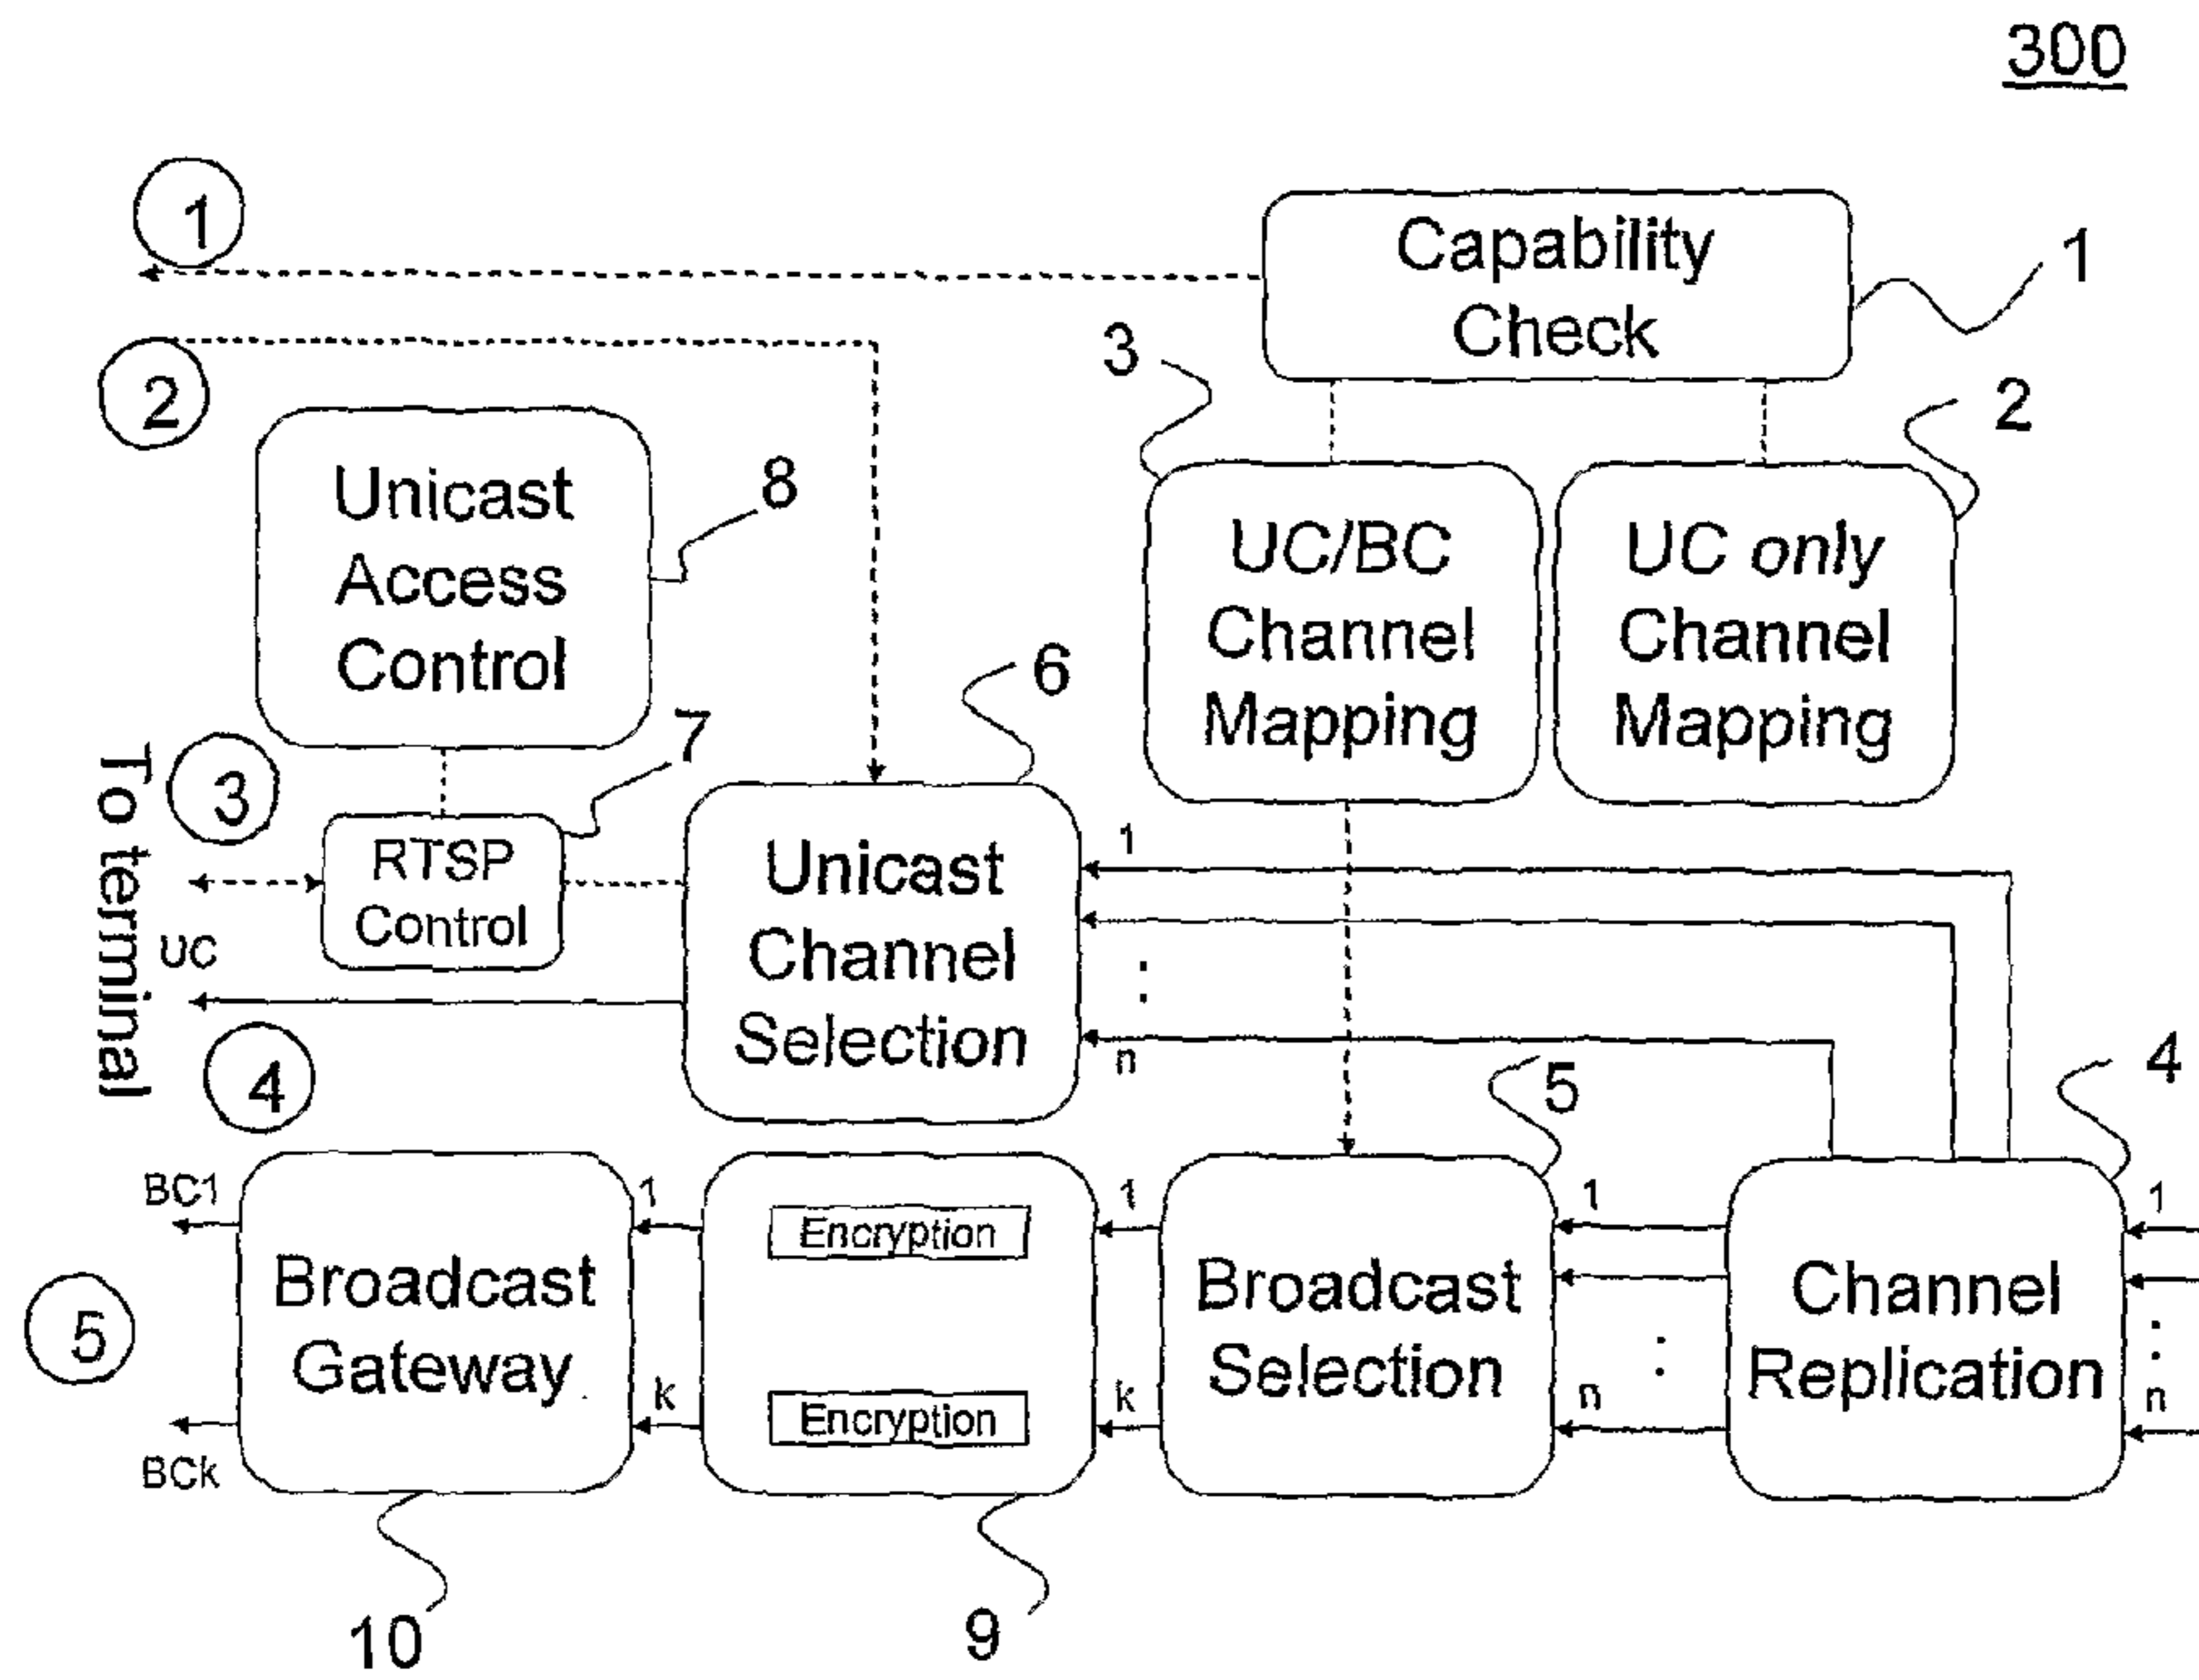 300
1
Capability
Check
1
2
3
2
Unicast
Access
Control
8
UC/BC
Channel
Mapping
UC only
Channel
Mapping
6
7
3
To terminal
RTSP
Control
UC
Unicast
Channel
Selection
1
:
n
4
5
4
BC1
1
Encryption
1
1
1
Broadcast
Gateway
Broadcast
Selection
Channel
Replication
5
:
:
k
Encryption
k
n
n
BCk
10
9